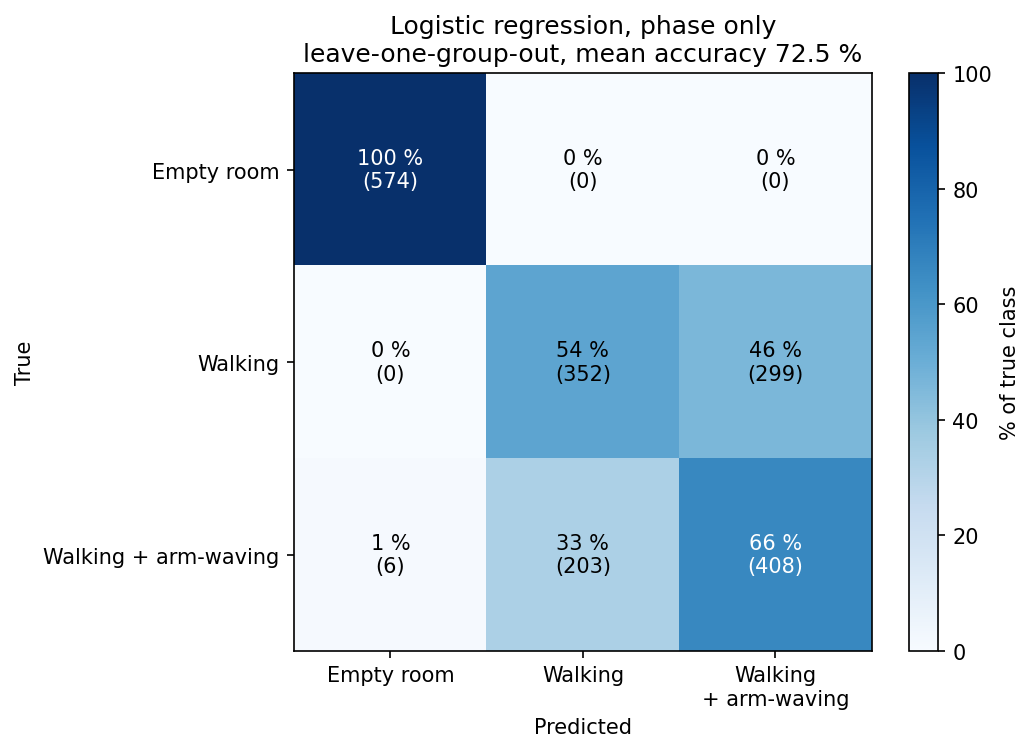 Logistic regression, phase only
leave-one-group-out, mean accuracy 72.5 %
True
Empty room
100 %
(574)
0 %
(0)
0 %
(0)
Walking
0 %
(0)
54 %
(352)
46 %
(299)
Walking + arm-waving
1 %
(6)
33 %
(203)
66 %
(408)
Empty room
Walking
Walking
+ arm-waving
Predicted
100
80
60
40
20
0
% of true class